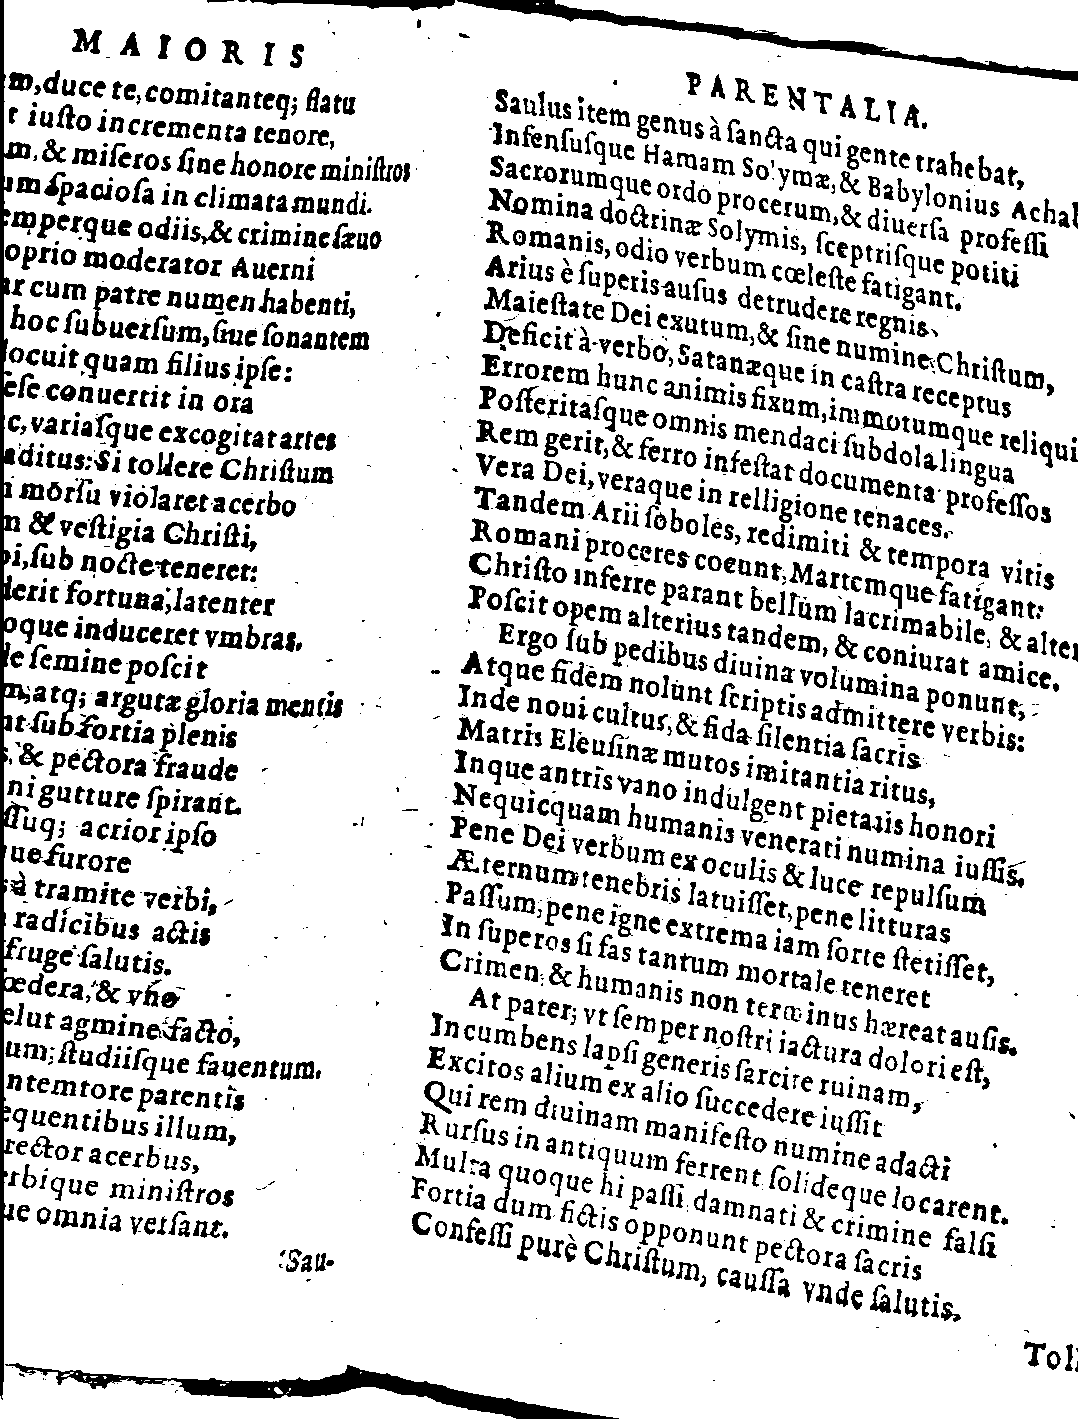 MAIORIS
m, duce te, comitanteq; flatu
t iuſto incrementa tenore,
m, & miſeros ſine honore miniſtros
um ſpacioſa in climata mundi.
emperque odiis, & crimine ſæuo
oprio moderator Auerni
ar cum patre numen habenti,
hoc ſubuerſum, ſiue ſonantem
locuit quam filius ipſe:
eſe conuertit in ora
c, variaſque excogitat artes
aditus: Si tollere Chriſtum
i morſu violaret acerbo
m & veſtigia Chriſti,
bi, ſub nocte teneret:
derit fortuna, latenter
oque induceret vmbras.
le ſemine poſcit
m, atq; argutæ gloria mentis
nt ſub fortia plenis
s, & pectora fraude
ni gutture ſpirant.
ſſuq; acrior ipſo
ue furore
sù tramite verbi,
radicibus actis
fruge ſalutis.
œdera, & vno
elut agmine facto,
um; ſtudiiſque fauentum.
ntemtore parentis
equentibus illum,
rector acerbus,
erbique miniſtros
ue omnia verſant.
Sau-
PARENTALIA.
Saulus item genus à ſancta qui gente trahebat,
Infenſuſque Hamam Solymæ, & Babylonius Achab
Sacrorumque ordo procerum, & diuerſa profeſſi
Nomina doctrinæ Solymis, ſceptriſque potiti
Romanis, odio verbum cœleſte fatigant.
Arius è ſuperis auſus detrudere regnis
Maieſtate Dei exutum, & ſine numine Chriſtum,
Deficit à verbo, Satanæque in caſtra receptus
Errorem hunc animis fixum, immotumque reliqui
Poſteritaſque omnis mendaci ſubdola lingua
Rem gerit, & ferro infeſtat documenta profeſſos
Vera Dei, veraque in relligione tenaces.
Tandem Arii ſoboles, redimiti & tempora vitis
Romani proceres coeunt, Martemque fatigant:
Chriſto inferre parant bellum lacrimabile, & alter
Poſcit opem alterius tandem, & coniurat amice.
Ergo ſub pedibus diuina volumina ponunt,
Atque fidem nolunt ſcriptis admittere verbis:
Inde noui cultus, & fida ſilentia ſacris
Matris Eleuſinæ mutos imitantia ritus,
Inque antris vano indulgent pietatis honori
Nequicquam humanis venerati numina iuſſis.
Pene Dei verbum ex oculis & luce repulſum
Æternum tenebris latuiſſet, pene litturas
Paſſum, pene igne extrema iam ſorte ſtetiſſet,
In ſuperos ſi fas tantum mortale teneret
Crimen, & humanis non terminus hæreat auſis.
At pater, vt ſemper noſtri iactura dolori eſt,
Incumbens lapſi generis ſarcire ruinam,
Excitos alium ex alio ſuccedere iuſſit
Qui rem diuinam manifeſto numine adacti
Rurſus in antiquum ferrent ſolideque locarent.
Multa quoque hi paſſi damnati & crimine falſi
Fortia dum fictis opponunt pectora ſacris
Confeſſi purè Chriſtum, cauſſa vnde ſalutis.
Toll